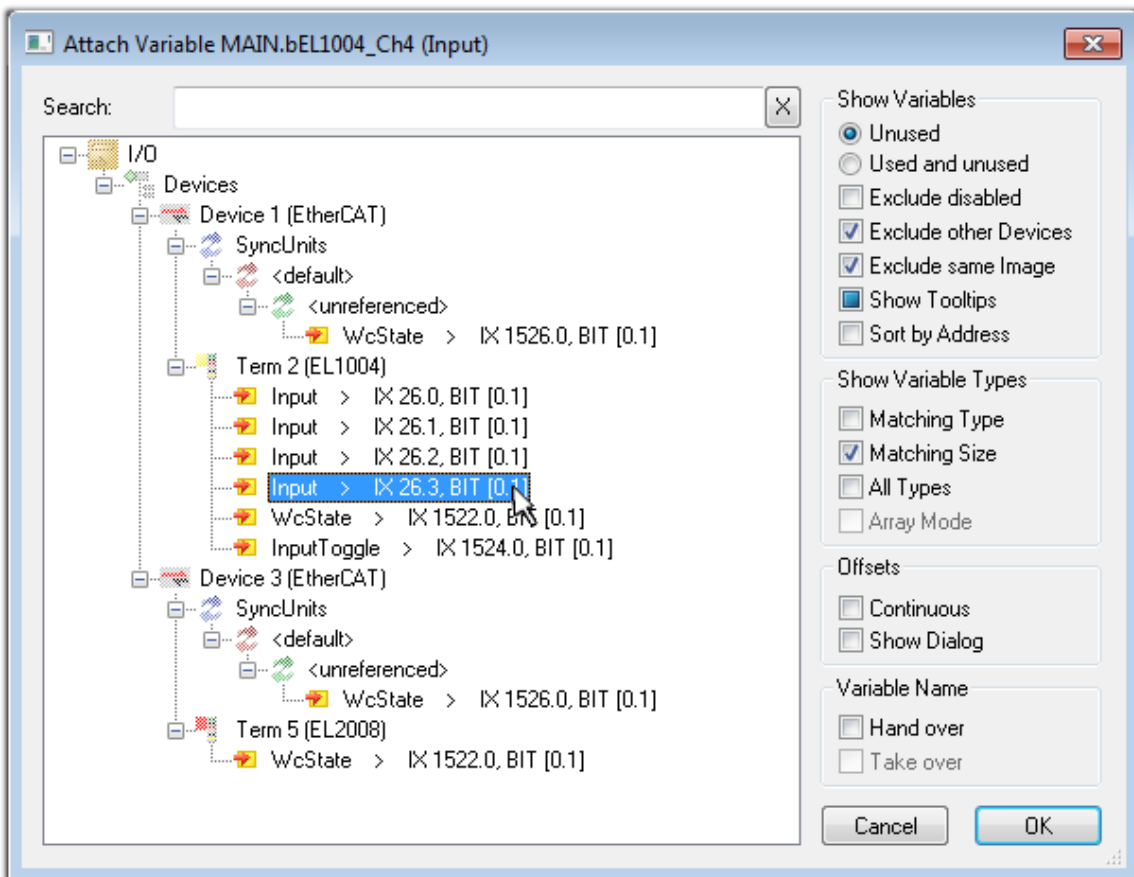 Attach Variable MAIN.bEL1004_Ch4 (Input)
Search:
X
I/O
Devices
Device 1 (EtherCAT)
SyncUnits
<default>
<unreferenced>
WcState > IX 1526.0, BIT [0.1]
Term 2 (EL1004)
Input > IX 26.0, BIT [0.1]
Input > IX 26.1, BIT [0.1]
Input > IX 26.2, BIT [0.1]
Input > IX 26.3, BIT [0.1]
WcState > IX 1522.0, BIT [0.1]
InputToggle > IX 1524.0, BIT [0.1]
Device 3 (EtherCAT)
SyncUnits
<default>
<unreferenced>
WcState > IX 1526.0, BIT [0.1]
Term 5 (EL2008)
WcState > IX 1522.0, BIT [0.1]
Show Variables
Unused
Used and unused
Exclude disabled
Exclude other Devices
Exclude same Image
Show Tooltips
Sort by Address
Show Variable Types
Matching Type
Matching Size
All Types
Array Mode
Offsets
Continuous
Show Dialog
Variable Name
Hand over
Take over
Cancel
OK